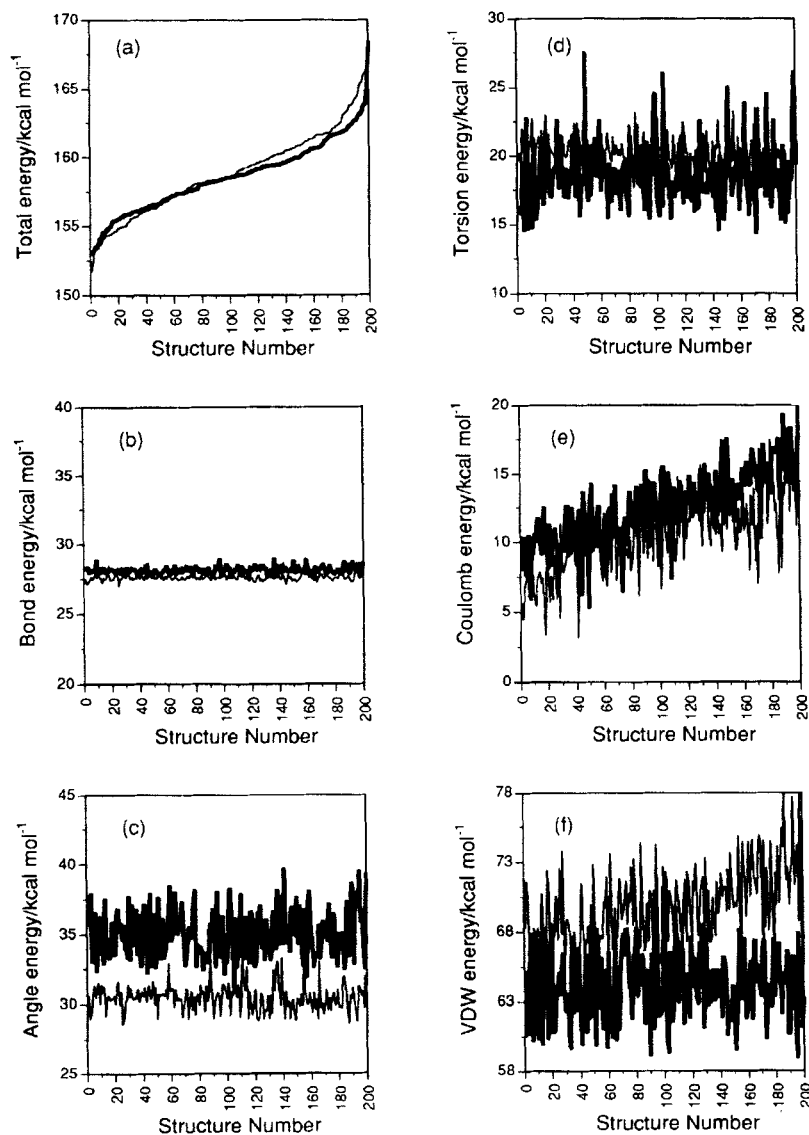 (a)
Total energy/kcal mol⁻¹
170
165
160
155
150
0 20 40 60 80 100 120 140 160 180 200
Structure Number
(d)
Torsion energy/kcal mol⁻¹
30
25
20
15
10
0 20 40 60 80 100 120 140 160 180 200
Structure Number
(b)
Bond energy/kcal mol⁻¹
40
35
30
25
20
0 20 40 60 80 100 120 140 160 180 200
Structure Number
(e)
Coulomb energy/kcal mol⁻¹
20
15
10
5
0
0 20 40 60 80 100 120 140 160 180 200
Structure Number
(c)
Angle energy/kcal mol⁻¹
45
40
35
30
25
0 20 40 60 80 100 120 140 160 180 200
Structure Number
(f)
VDW energy/kcal mol⁻¹
78
73
68
63
58
0 20 40 60 80 100 120 140 160 180 200
Structure Number